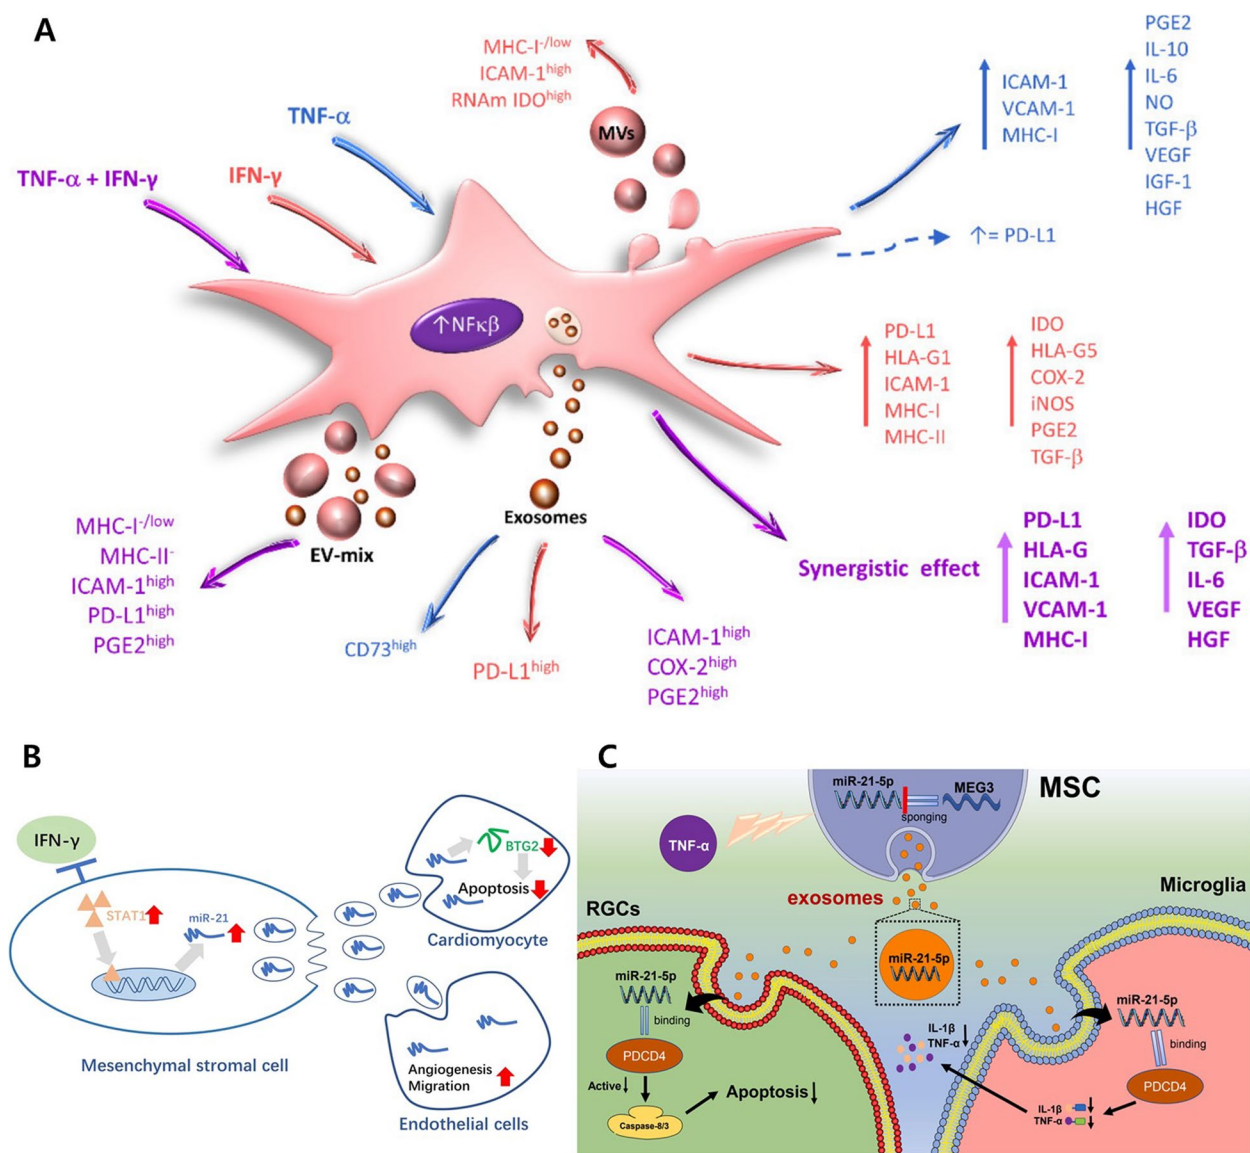 A
MHC-I-/low
ICAM-1high
RNAm IDOhigh
MVs
TNF-α
IFN-γ
TNF-α + IFN-γ
ICAM-1
VCAM-1
MHC-I
PGE2
IL-10
IL-6
NO
TGF-β
VEGF
IGF-1
HGF
↑= PD-L1
↑NFκβ
PD-L1
HLA-G1
ICAM-1
MHC-I
MHC-II
IDO
HLA-G5
COX-2
iNOS
PGE2
TGF-β
Exosomes
EV-mix
MHC-I-/low
MHC-II-
ICAM-1high
PD-L1high
PGE2high
CD73high
PD-L1high
ICAM-1high
COX-2high
PGE2high
Synergistic effect
PD-L1
HLA-G
ICAM-1
VCAM-1
MHC-I
IDO
TGF-β
IL-6
VEGF
HGF
B
IFN-γ
STAT1
miR-21
Mesenchymal stromal cell
BTG2
Apoptosis
Cardiomyocyte
Angiogenesis
Migration
Endothelial cells
C
MSC
miR-21-5p
MEG3
sponging
TNF-α
exosomes
miR-21-5p
RGCs
miR-21-5p
binding
PDCD4
Active↓
Caspase-8/3
Apoptosis↓
Microglia
miR-21-5p
binding
PDCD4
IL-1β
TNF-α ↓
IL-1β ↓
TNF-α ↓